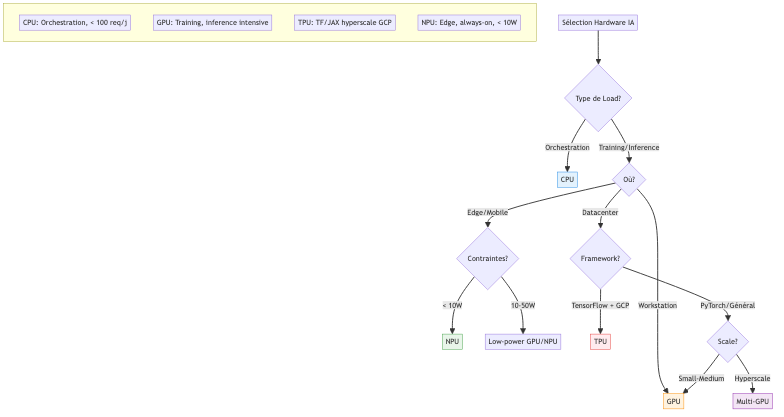 CPU: Orchestration, < 100 req/j
GPU: Training, Inference intensive
TPU: TF/JAX hyperscale GCP
NPU: Edge, always-on, < 10W
Sélection Hardware IA
Type de Load?
Orchestration
Training/Inference
CPU
Où?
Edge/Mobile
Datacenter
Contraintes?
Framework?
< 10W
10-50W
TensorFlow + GCP
Workstation
PyTorch/Général
NPU
Low-power GPU/NPU
TPU
Scale?
Small-Medium
Hyperscale
GPU
Multi-GPU